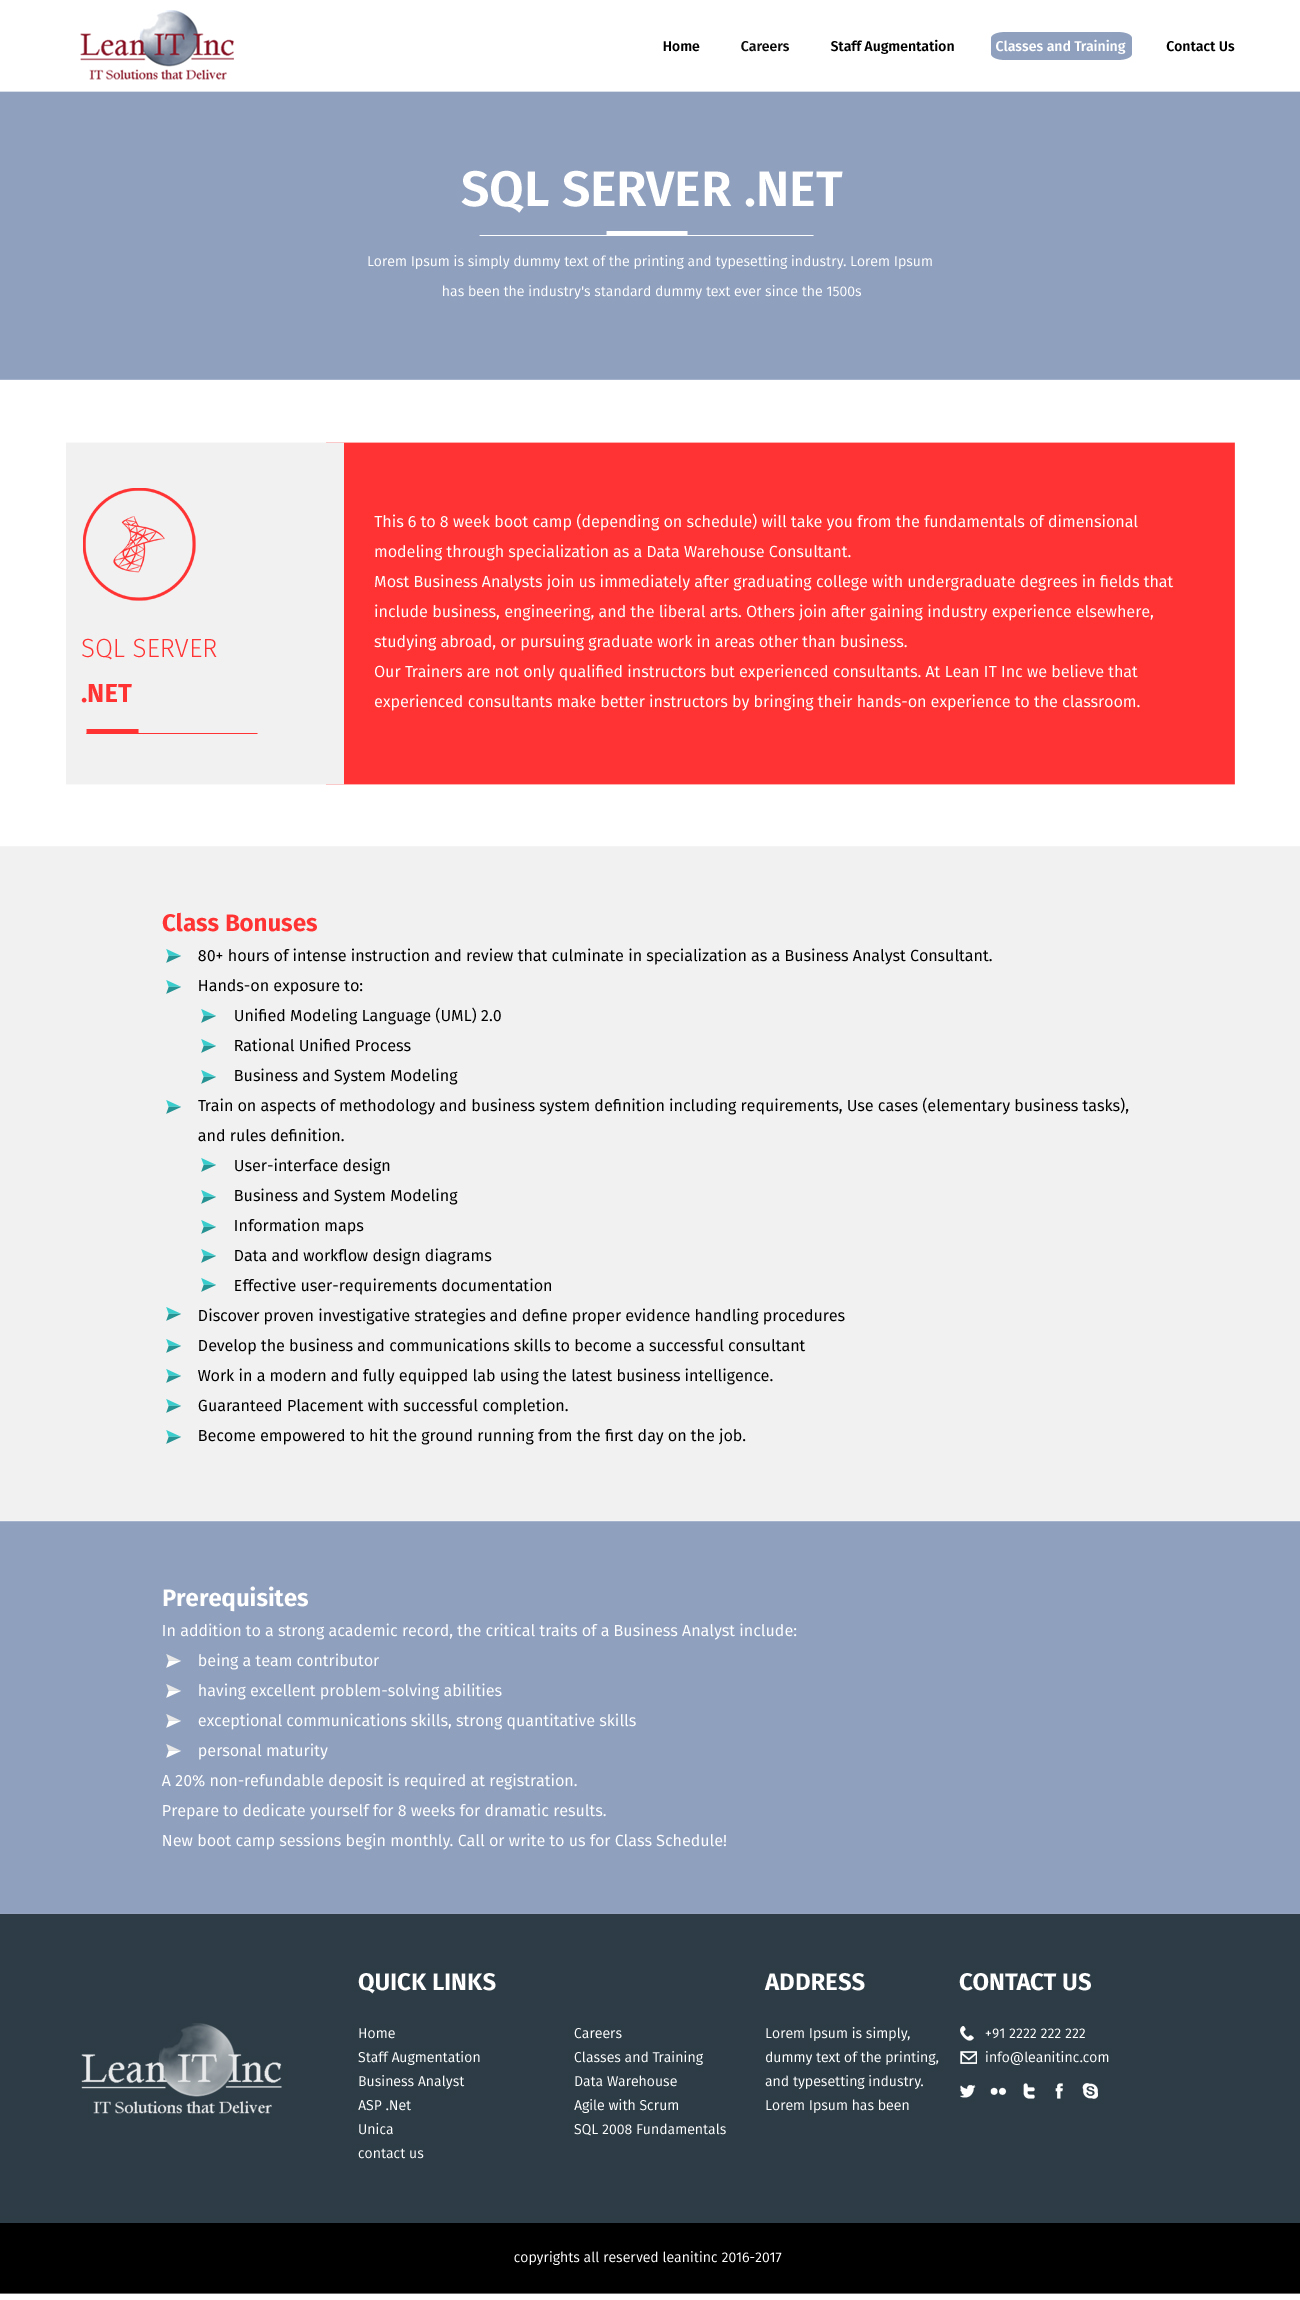 Lean IT Inc
IT Solutions that Deliver
Home Careers Staff Augmentation Classes and Training Contact Us
SQL SERVER .NET
Lorem Ipsum is simply dummy text of the printing and typesetting industry. Lorem Ipsum
has been the industry's standard dummy text ever since the 1500s
SQL SERVER
.NET
This 6 to 8 week boot camp (depending on schedule) will take you from the fundamentals of dimensional
modeling through specialization as a Data Warehouse Consultant.
Most Business Analysts join us immediately after graduating college with undergraduate degrees in fields that
include business, engineering, and the liberal arts. Others join after gaining industry experience elsewhere,
studying abroad, or pursuing graduate work in areas other than business.
Our Trainers are not only qualified instructors but experienced consultants. At Lean IT Inc we believe that
experienced consultants make better instructors by bringing their hands-on experience to the classroom.
Class Bonuses
80+ hours of intense instruction and review that culminate in specialization as a Business Analyst Consultant.
Hands-on exposure to:
Unified Modeling Language (UML) 2.0
Rational Unified Process
Business and System Modeling
Train on aspects of methodology and business system definition including requirements, Use cases (elementary business tasks),
and rules definition.
User-interface design
Business and System Modeling
Information maps
Data and workflow design diagrams
Effective user-requirements documentation
Discover proven investigative strategies and define proper evidence handling procedures
Develop the business and communications skills to become a successful consultant
Work in a modern and fully equipped lab using the latest business intelligence.
Guaranteed Placement with successful completion.
Become empowered to hit the ground running from the first day on the job.
Prerequisites
In addition to a strong academic record, the critical traits of a Business Analyst include:
being a team contributor
having excellent problem-solving abilities
exceptional communications skills, strong quantitative skills
personal maturity
A 20% non-refundable deposit is required at registration.
Prepare to dedicate yourself for 8 weeks for dramatic results.
New boot camp sessions begin monthly. Call or write to us for Class Schedule!
Lean IT Inc
IT Solutions that Deliver
QUICK LINKS
Home
Staff Augmentation
Business Analyst
ASP .Net
Unica
contact us
Careers
Classes and Training
Data Warehouse
Agile with Scrum
SQL 2008 Fundamentals
ADDRESS
Lorem Ipsum is simply,
dummy text of the printing,
and typesetting industry.
Lorem Ipsum has been
CONTACT US
+91 2222 222 222
info@leanitinc.com
copyrights all reserved leanitinc 2016-2017